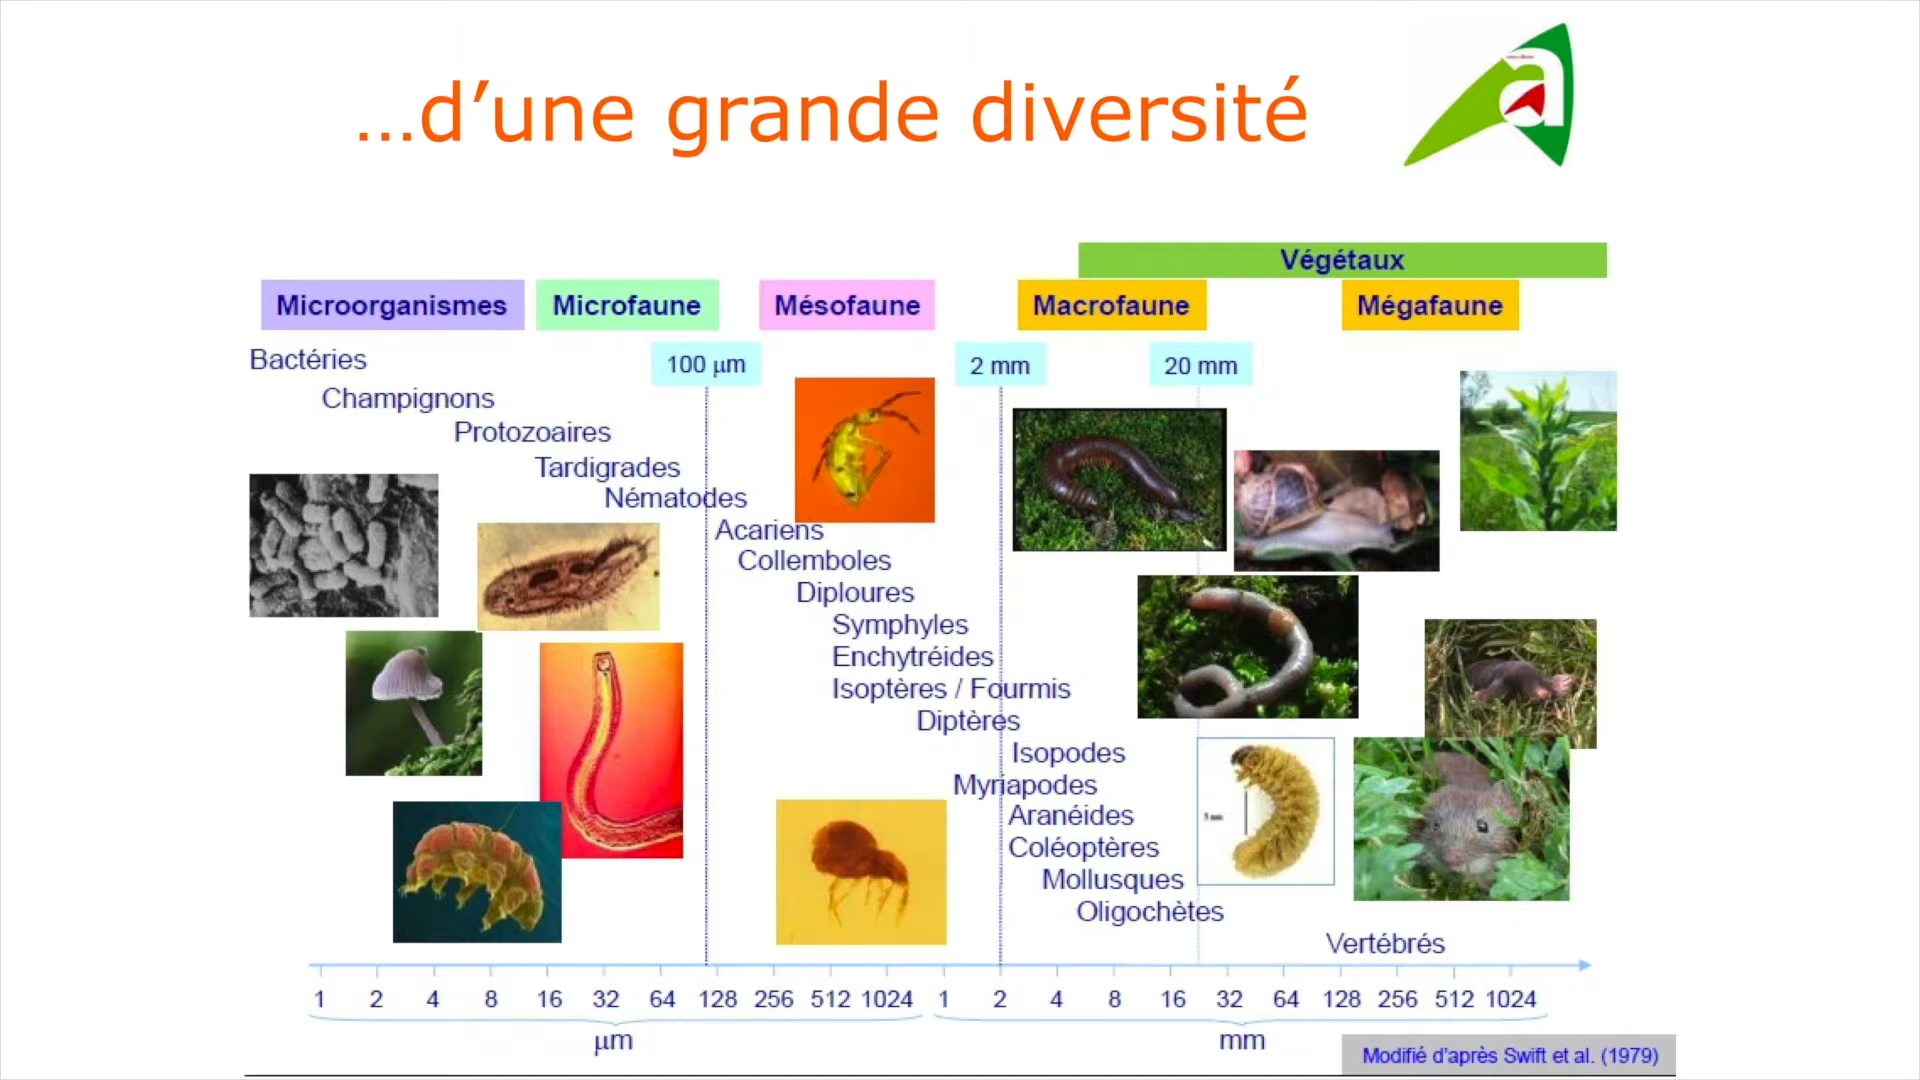 ...d’une grande diversité
a
Végétaux
Microorganismes
Microfaune
Mésofaune
Macrofaune
Mégafaune
Bactéries
100 µm
2 mm
20 mm
Champignons
Protozoaires
Tardigrades
Nématodes
Acariens
Collemboles
Diploures
Symphyles
Enchytréides
Isoptères / Fourmis
Diptères
Isopodes
Myriapodes
Aranéides
Coléoptères
Mollusques
Oligochètes
Vertébrés
1 2 4 8 16 32 64 128 256 512 1024 1 2 4 8 16 32 64 128 256 512 1024
µm
mm
Modifié d’après Swift et al. (1979)